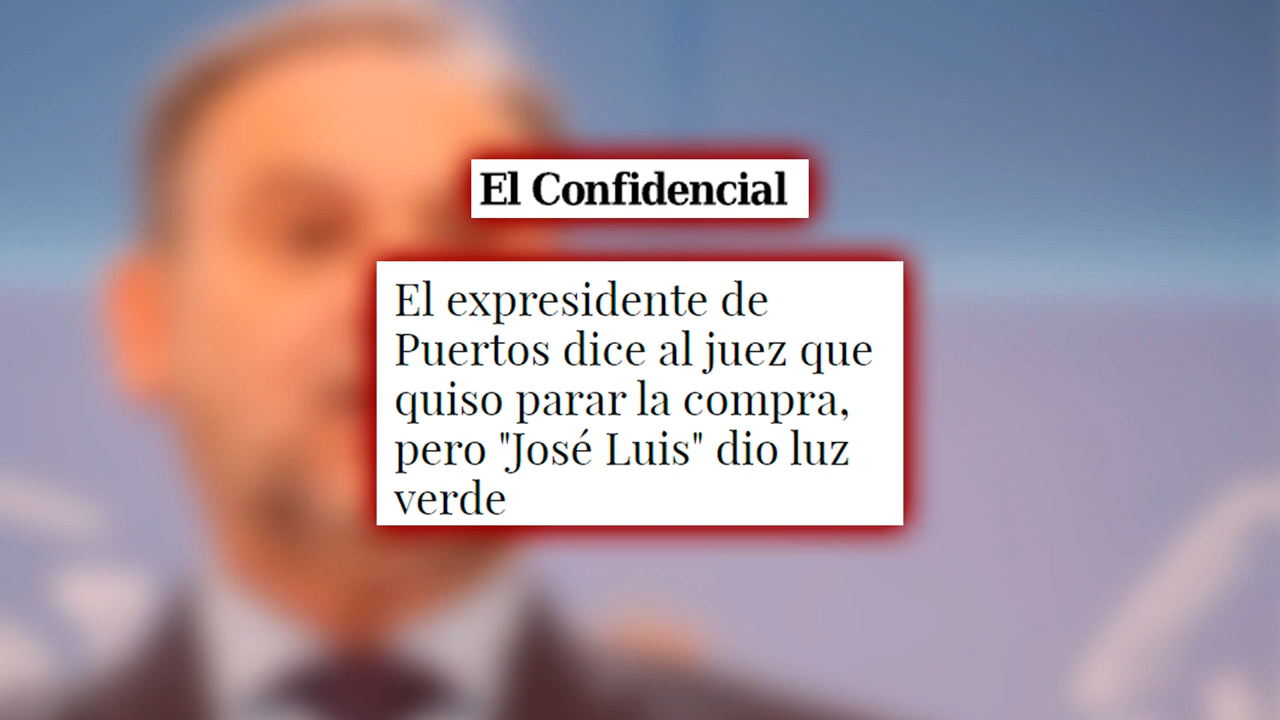 El Confidencial
El expresidente de
Puertos dice al juez que
quiso parar la compra,
pero "José Luis" dio luz
verde